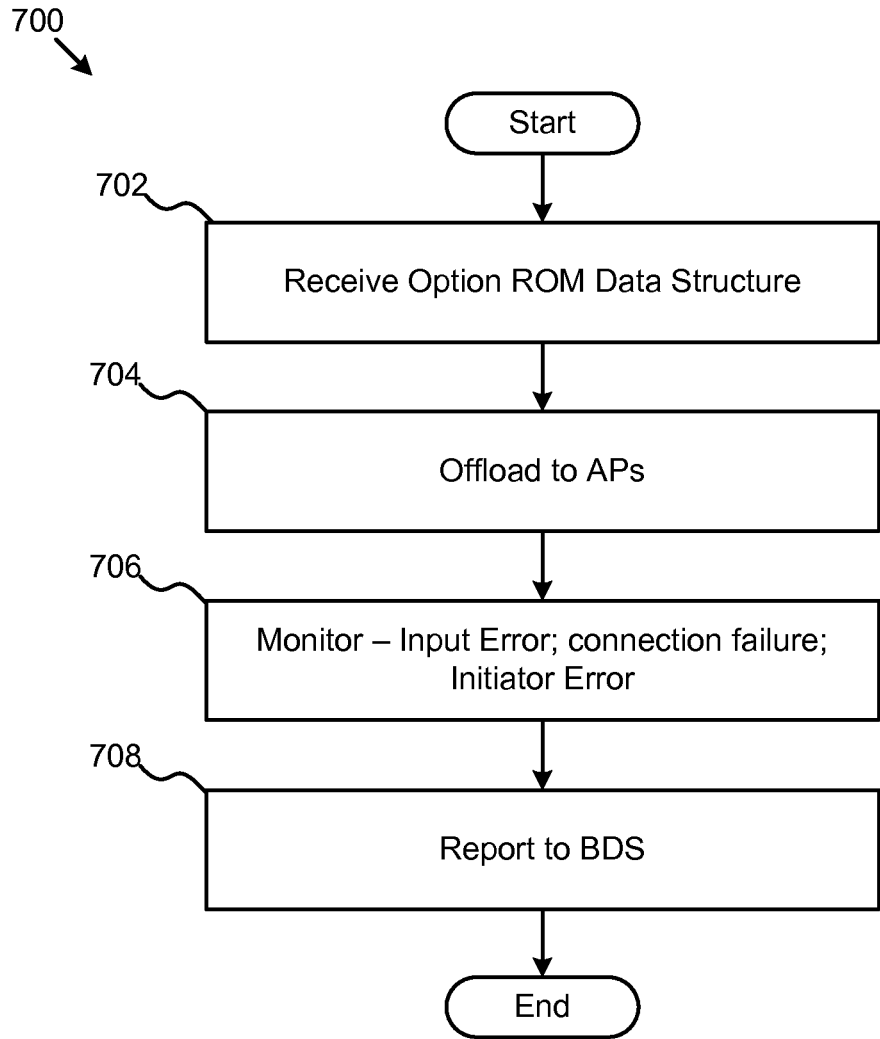 700
Start
702
Receive Option ROM Data Structure
704
Offload to APs
706
Monitor – Input Error; connection failure;
Initiator Error
708
Report to BDS
End